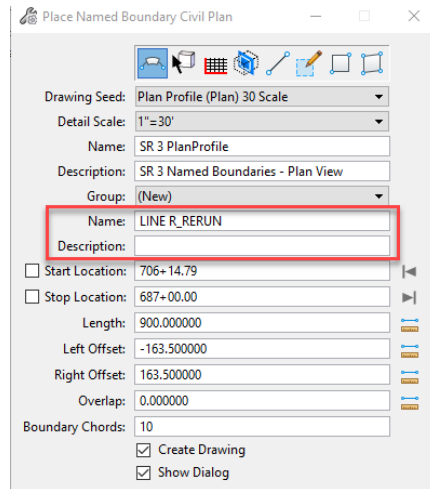 Place Named Boundary Civil Plan
Drawing Seed: Plan Profile (Plan) 30 Scale
Detail Scale: 1"=30'
Name: SR 3 PlanProfile
Description: SR 3 Named Boundaries - Plan View
Group: (New)
Name: LINE R_RERUN
Description:
Start Location: 706+14.79
Stop Location: 687+00.00
Length: 900.000000
Left Offset: -163.500000
Right Offset: 163.500000
Overlap: 0.000000
Boundary Chords: 10
Create Drawing
Show Dialog